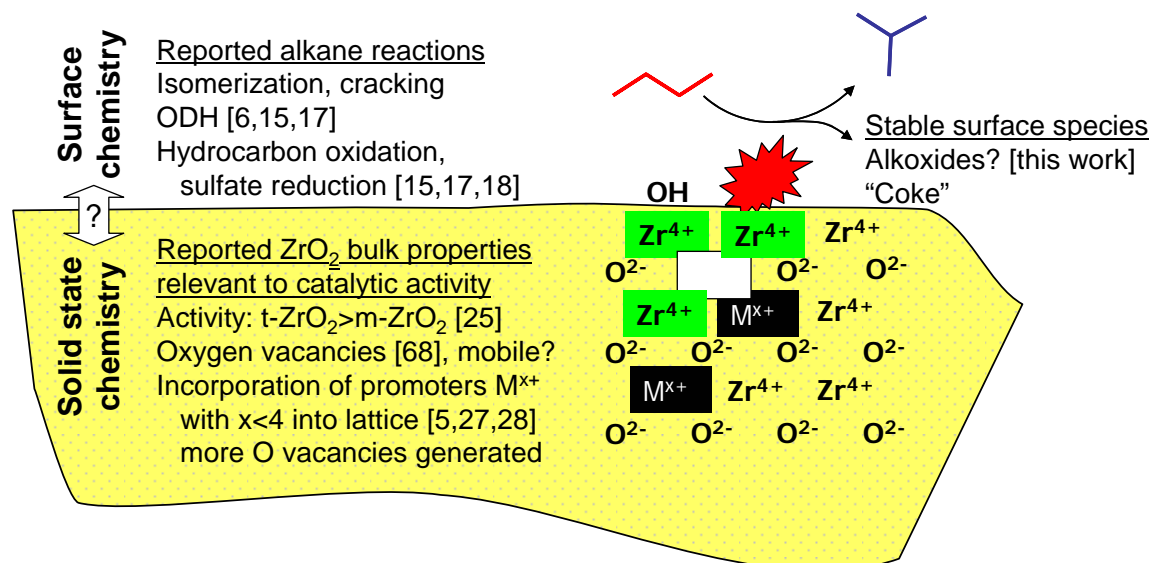 Surface
chemistry
?
Solid state
chemistry
Reported alkane reactions
Isomerization, cracking
ODH [6,15,17]
Hydrocarbon oxidation,
sulfate reduction [15,17,18]
Stable surface species
Alkoxides? [this work]
“Coke”
Reported ZrO₂ bulk properties
relevant to catalytic activity
Activity: t-ZrO₂>m-ZrO₂ [25]
Oxygen vacancies [68], mobile?
Incorporation of promoters Mˣ⁺
with x<4 into lattice [5,27,28]
more O vacancies generated
OH
Zr⁴⁺ Zr⁴⁺ Zr⁴⁺
O²⁻ O²⁻ O²⁻
Zr⁴⁺ Mˣ⁺ Zr⁴⁺
O²⁻ O²⁻ O²⁻ O²⁻
Mˣ⁺ Zr⁴⁺ Zr⁴⁺
O²⁻ O²⁻ O²⁻ O²⁻